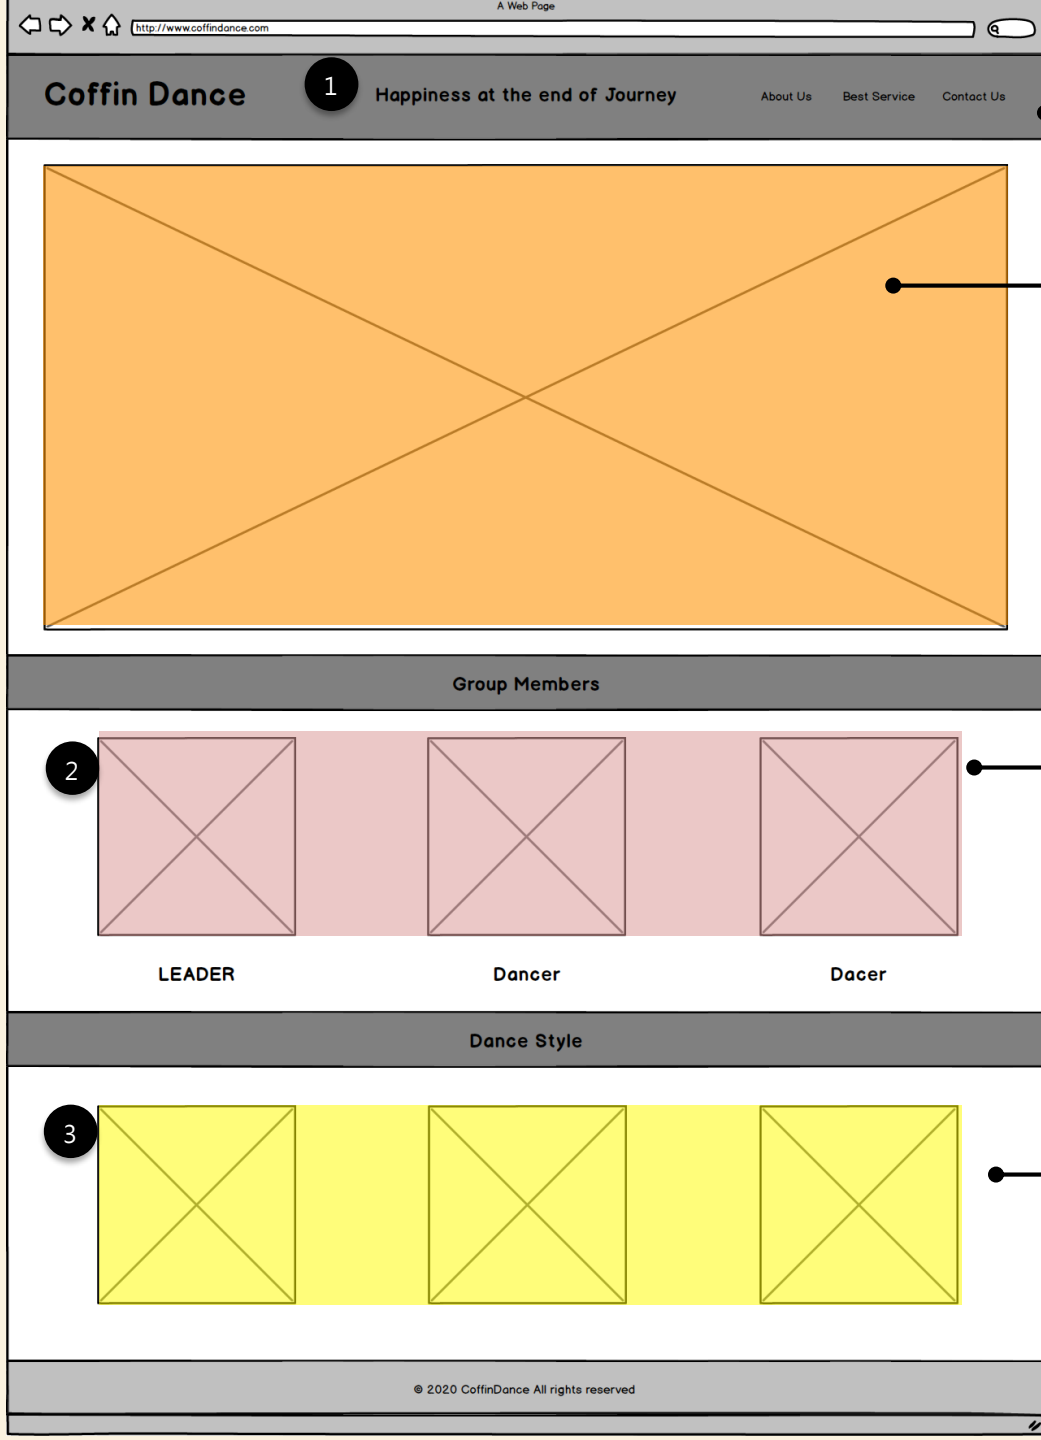 A Web Page
http://www.coffindance.com
Coffin Dance
1
Happiness at the end of Journey
About Us
Best Service
Contact Us
Group Members
2
LEADER
Dancer
Dacer
Dance Style
3
© 2020 CoffinDance All rights reserved